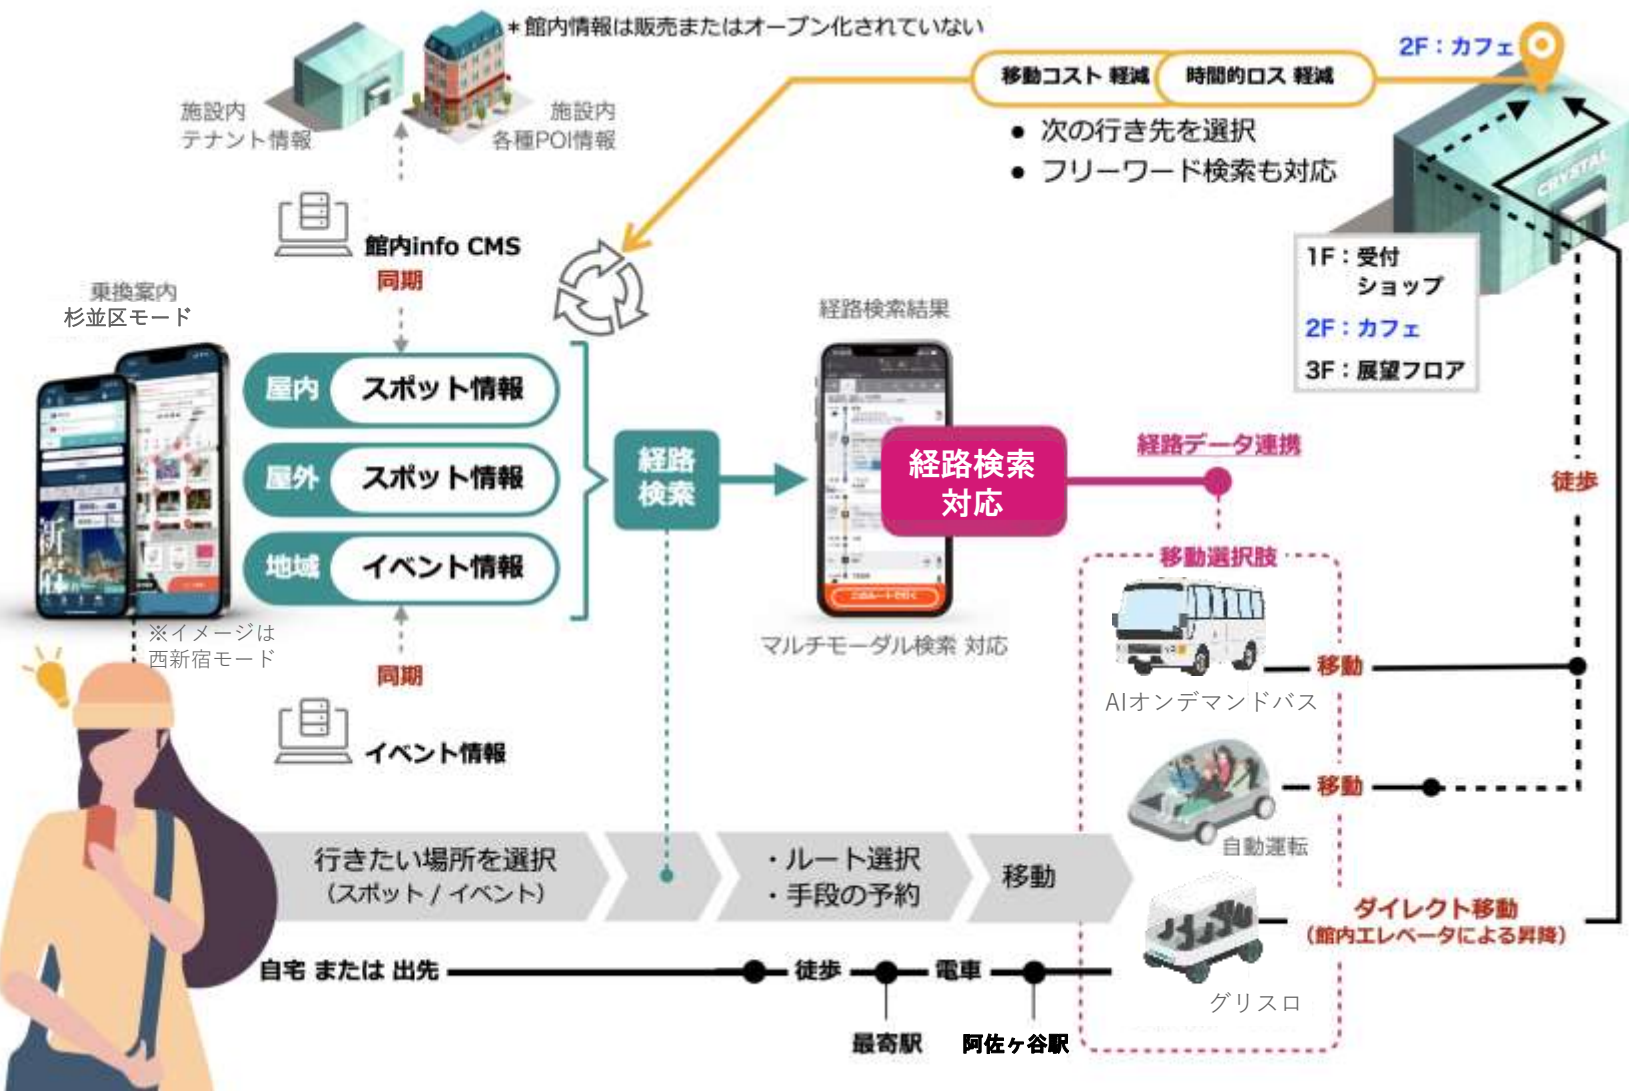 ＊館内情報は販売またはオープン化されていない
施設内
テナント情報
施設内
各種POI情報
移動コスト 軽減
時間的ロス 軽減
2F：カフェ
● 次の行き先を選択
● フリーワード検索も対応
CRYSTAL
館内info CMS
同期
1F：受付
ショップ
2F：カフェ
3F：展望フロア
乗換案内
杉並区モード
経路検索結果
屋内 スポット情報
屋外 スポット情報
地域 イベント情報
経路
検索
経路検索
対応
経路データ連携
徒歩
このルートで行く
※イメージは
西新宿モード
同期
イベント情報
マルチモーダル検索 対応
移動選択肢
移動
AIオンデマンドバス
移動
自動運転
行きたい場所を選択
（スポット / イベント）
・ルート選択
・手段の予約
移動
ダイレクト移動
（館内エレベータによる昇降）
グリスロ
自宅 または 出先
徒歩
電車
最寄駅
阿佐ヶ谷駅